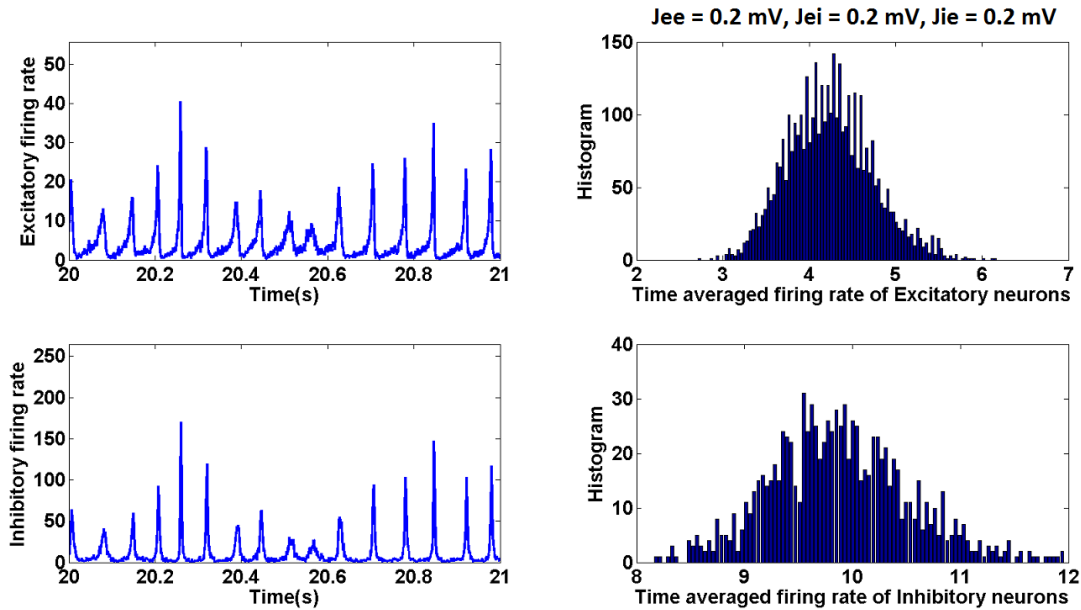 Jee = 0.2 mV, Jei = 0.2 mV, Jie = 0.2 mV
Excitatory firing rate
50
40
30
20
10
0
20 20.2 20.4 20.6 20.8 21
Time(s)
Histogram
150
100
50
0
2 3 4 5 6 7
Time averaged firing rate of Excitatory neurons
Inhibitory firing rate
250
200
150
100
50
0
20 20.2 20.4 20.6 20.8 21
Time(s)
Histogram
40
30
20
10
0
8 9 10 11 12
Time averaged firing rate of Inhibitory neurons